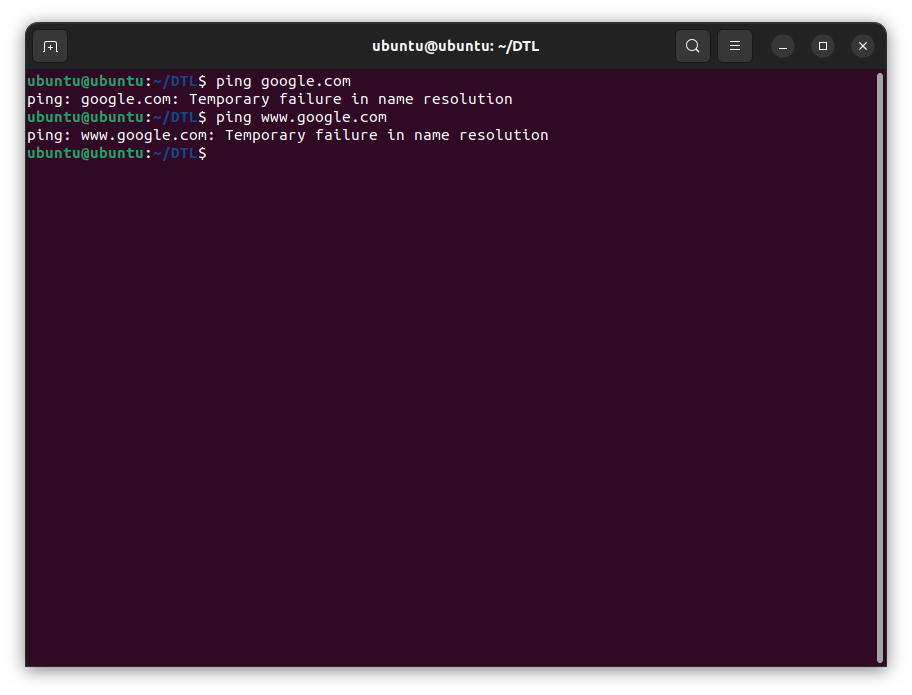 ubuntu@ubuntu: ~/DTL
ubuntu@ubuntu:~/DTL$ ping google.com
ping: google.com: Temporary failure in name resolution
ubuntu@ubuntu:~/DTL$ ping www.google.com
ping: www.google.com: Temporary failure in name resolution
ubuntu@ubuntu:~/DTL$